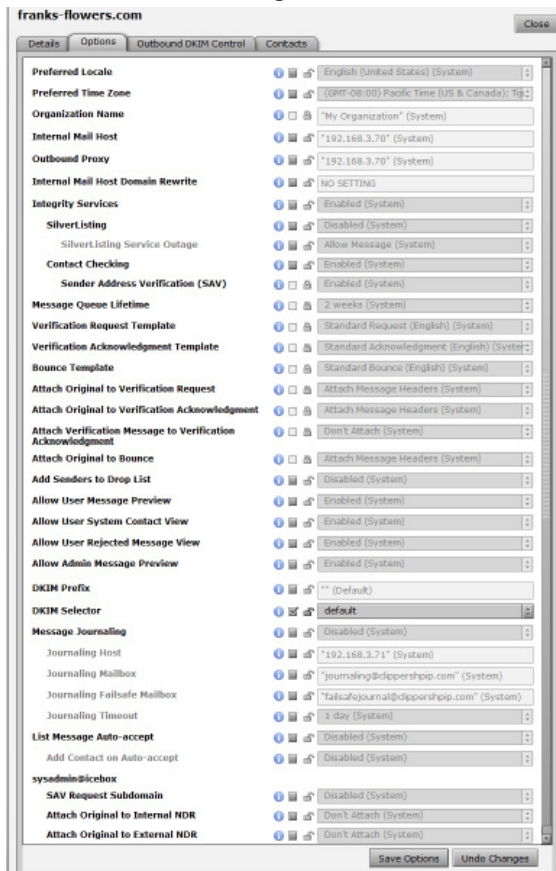 franks-flowers.com
Close
Details Options Outbound DKIM Control Contacts
Preferred Locale English (United States) (System)
Preferred Time Zone (GMT-08:00) Pacific Time (US & Canada); Tij
Organization Name "My Organization" (System)
Internal Mail Host "192.168.3.70" (System)
Outbound Proxy "192.168.3.70" (System)
Internal Mail Host Domain Rewrite NO SETTING
Integrity Services Enabled (System)
SilverListing Disabled (System)
SilverListing Service Outage Allow Message (System)
Contact Checking Enabled (System)
Sender Address Verification (SAV) Enabled (System)
Message Queue Lifetime 2 weeks (System)
Verification Request Template Standard Request (English) (System)
Verification Acknowledgment Template Standard Acknowledgment (English) (System
Bounce Template Standard Bounce (English) (System)
Attach Original to Verification Request Attach Message Headers (System)
Attach Original to Verification Acknowledgment Attach Message Headers (System)
Attach Verification Message to Verification Don't Attach (System)
Acknowledgment
Attach Original to Bounce Attach Message Headers (System)
Add Senders to Drop List Disabled (System)
Allow User Message Preview Enabled (System)
Allow User System Contact View Enabled (System)
Allow User Rejected Message View Enabled (System)
Allow Admin Message Preview Enabled (System)
DKIM Prefix "" (Default)
DKIM Selector default
Message Journaling Disabled (System)
Journaling Host "192.168.3.71" (System)
Journaling Mailbox "journaling@clippershpip.com" (System)
Journaling Failsafe Mailbox "failsafejournal@clippershpip.com" (System)
Journaling Timeout 1 day (System)
List Message Auto-accept Disabled (System)
Add Contact on Auto-accept Disabled (System)
sysadmin@icebox
SAV Request Subdomain Disabled (System)
Attach Original to Internal NDR Don't Attach (System)
Attach Original to External NDR Don't Attach (System)
Save Options Undo Changes